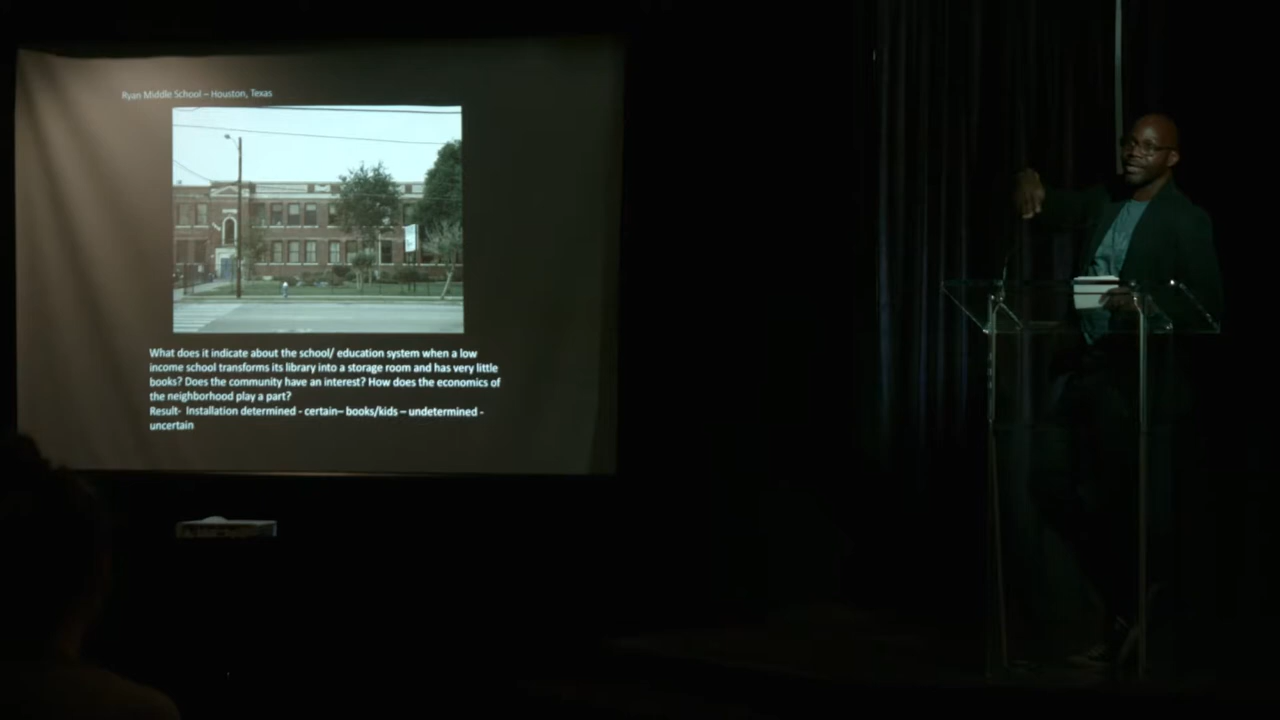 Ryan Middle School – Houston, Texas
What does it indicate about the school/ education system when a low
income school transforms its library into a storage room and has very little
books? Does the community have an interest? How does the economics of
the neighborhood play a part?
Result- Installation determined - certain– books/kids – undetermined -
uncertain